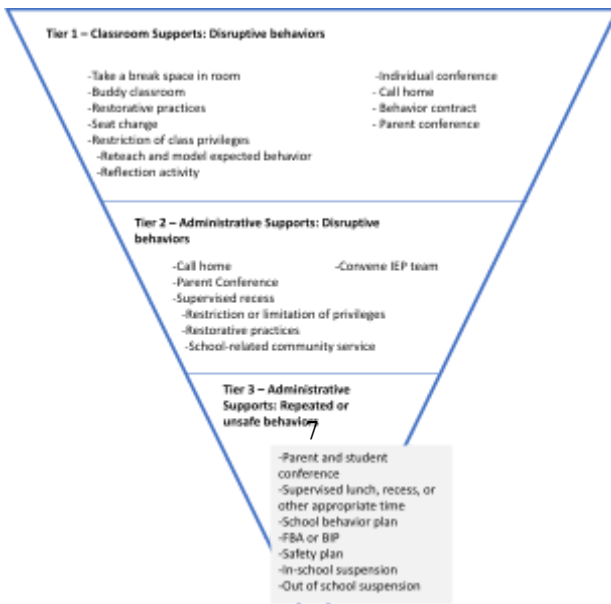 Tier 1 – Classroom Supports: Disruptive behaviors
-Take a break space in room
-Buddy classroom
-Restorative practices
-Seat change
-Restriction of class privileges
-Reteach and model expected behavior
-Reflection activity
-Individual conference
- Call home
- Behavior contract
- Parent conference
Tier 2 – Administrative Supports: Disruptive
behaviors
-Call home
-Parent Conference
-Supervised recess
-Restriction or limitation of privileges
-Restorative practices
-School-related community service
-Convene IEP team
Tier 3 – Administrative
Supports: Repeated or
unsafe behaviors
7
-Parent and student
conference
-Supervised lunch, recess, or
other appropriate time
-School behavior plan
-FBA or BIP
-Safety plan
-In-school suspension
-Out of school suspension